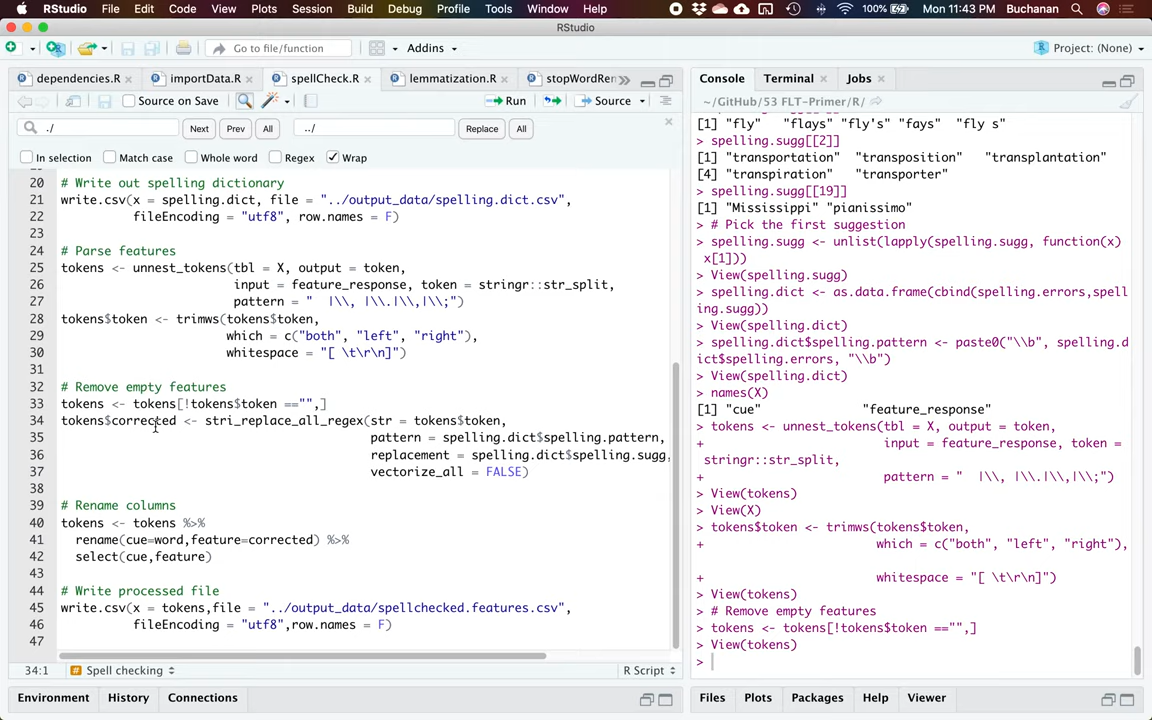 RStudio File Edit Code View Plots Session Build Debug Profile Tools Window Help 100% Mon 11:43 PM Buchanan
RStudio
Go to file/function Addins Project: (None)
dependencies.R importData.R spellCheck.R lemmatization.R stopWordRen
Source on Save Run Source
./ Next Prev All ../ Replace All
In selection Match case Whole word Regex Wrap
20 # Write out spelling dictionary
21 write.csv(x = spelling.dict, file = "../output_data/spelling.dict.csv",
22 fileEncoding = "utf8", row.names = F)
23
24 # Parse features
25 tokens <- unnest_tokens(tbl = X, output = token,
26 input = feature_response, token = stringr::str_split,
27 pattern = "  |\\, |\\.|\\,|\\;")
28 tokens$token <- trimws(tokens$token,
29 which = c("both", "left", "right"),
30 whitespace = "[ \t\r\n]")
31
32 # Remove empty features
33 tokens <- tokens[!tokens$token =="",]
34 tokens$corrected <- stri_replace_all_regex(str = tokens$token,
35 pattern = spelling.dict$spelling.pattern,
36 replacement = spelling.dict$spelling.sugg,
37 vectorize_all = FALSE)
38
39 # Rename columns
40 tokens <- tokens %>%
41 rename(cue=word,feature=corrected) %>%
42 select(cue,feature)
43
44 # Write processed file
45 write.csv(x = tokens,file = "../output_data/spellchecked.features.csv",
46 fileEncoding = "utf8",row.names = F)
47
34:1 # Spell checking R Script
Environment History Connections
Console Terminal Jobs
~/GitHub/53 FLT-Primer/R/
[1] "fly" "flays" "fly's" "fays" "fly s"
> spelling.sugg[[2]]
[1] "transportation" "transposition" "transplantation"
[4] "transpiration" "transporter"
> spelling.sugg[[19]]
[1] "Mississippi" "pianissimo"
> # Pick the first suggestion
> spelling.sugg <- unlist(lapply(spelling.sugg, function(x)
x[1]))
> View(spelling.sugg)
> spelling.dict <- as.data.frame(cbind(spelling.errors,spell
ing.sugg))
> View(spelling.dict)
> spelling.dict$spelling.pattern <- paste0("\\b", spelling.d
ict$spelling.errors, "\\b")
> View(spelling.dict)
> names(X)
[1] "cue" "feature_response"
> tokens <- unnest_tokens(tbl = X, output = token,
+ input = feature_response, token =
stringr::str_split,
+ pattern = "  |\\, |\\.|\\,|\\;")
> View(tokens)
> View(X)
> tokens$token <- trimws(tokens$token,
+ which = c("both", "left", "right"),
+ whitespace = "[ \t\r\n]")
> View(tokens)
> # Remove empty features
> tokens <- tokens[!tokens$token =="",]
> View(tokens)
>
Files Plots Packages Help Viewer